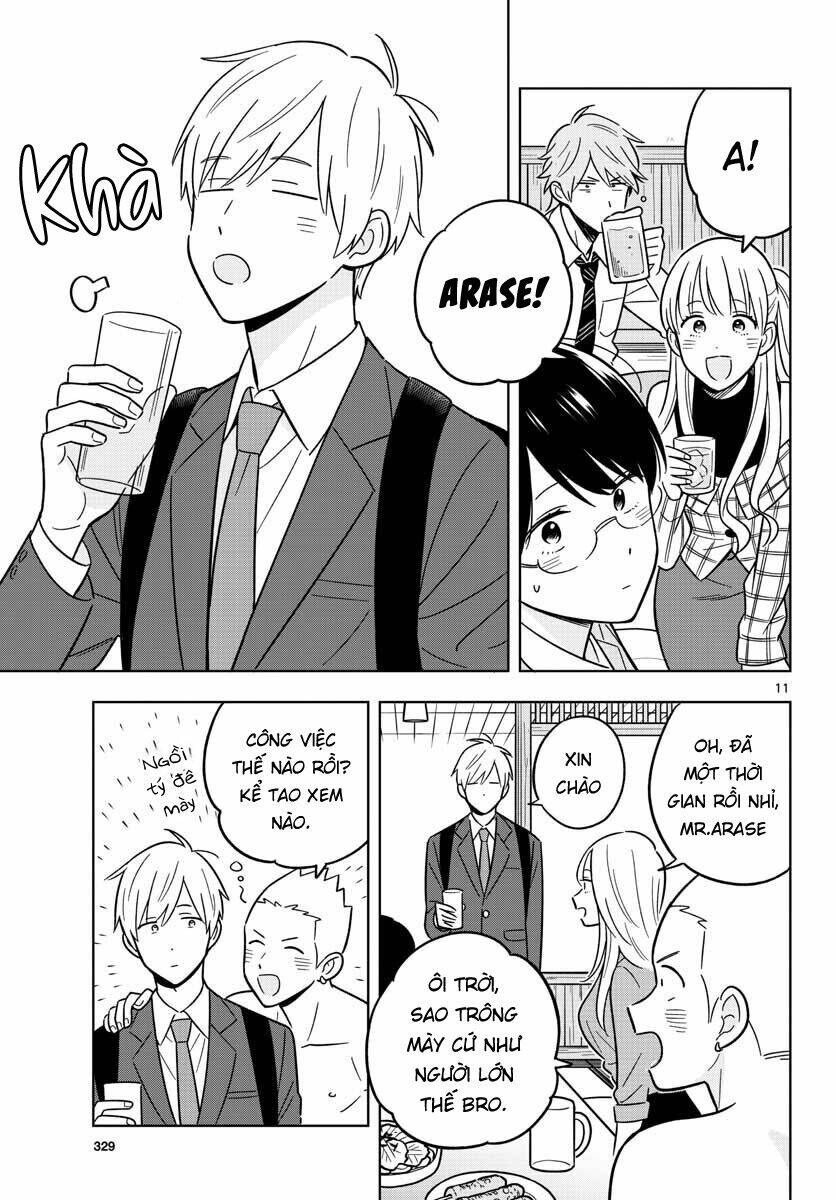 A!
ARASE!
Khà
11
OH, ĐÃ
MỘT THỜI
GIAN RỒI NHỈ,
MR.ARASE
XIN
CHÀO
ÔI TRỜI,
SAO TRÔNG
MÀY CỨ NHƯ
NGƯỜI LỚN
THẾ BRO.
CÔNG VIỆC
THẾ NÀO RỒI?
KỂ TAO XEM
NÀO.
Ngồi
tý đê
mày
329